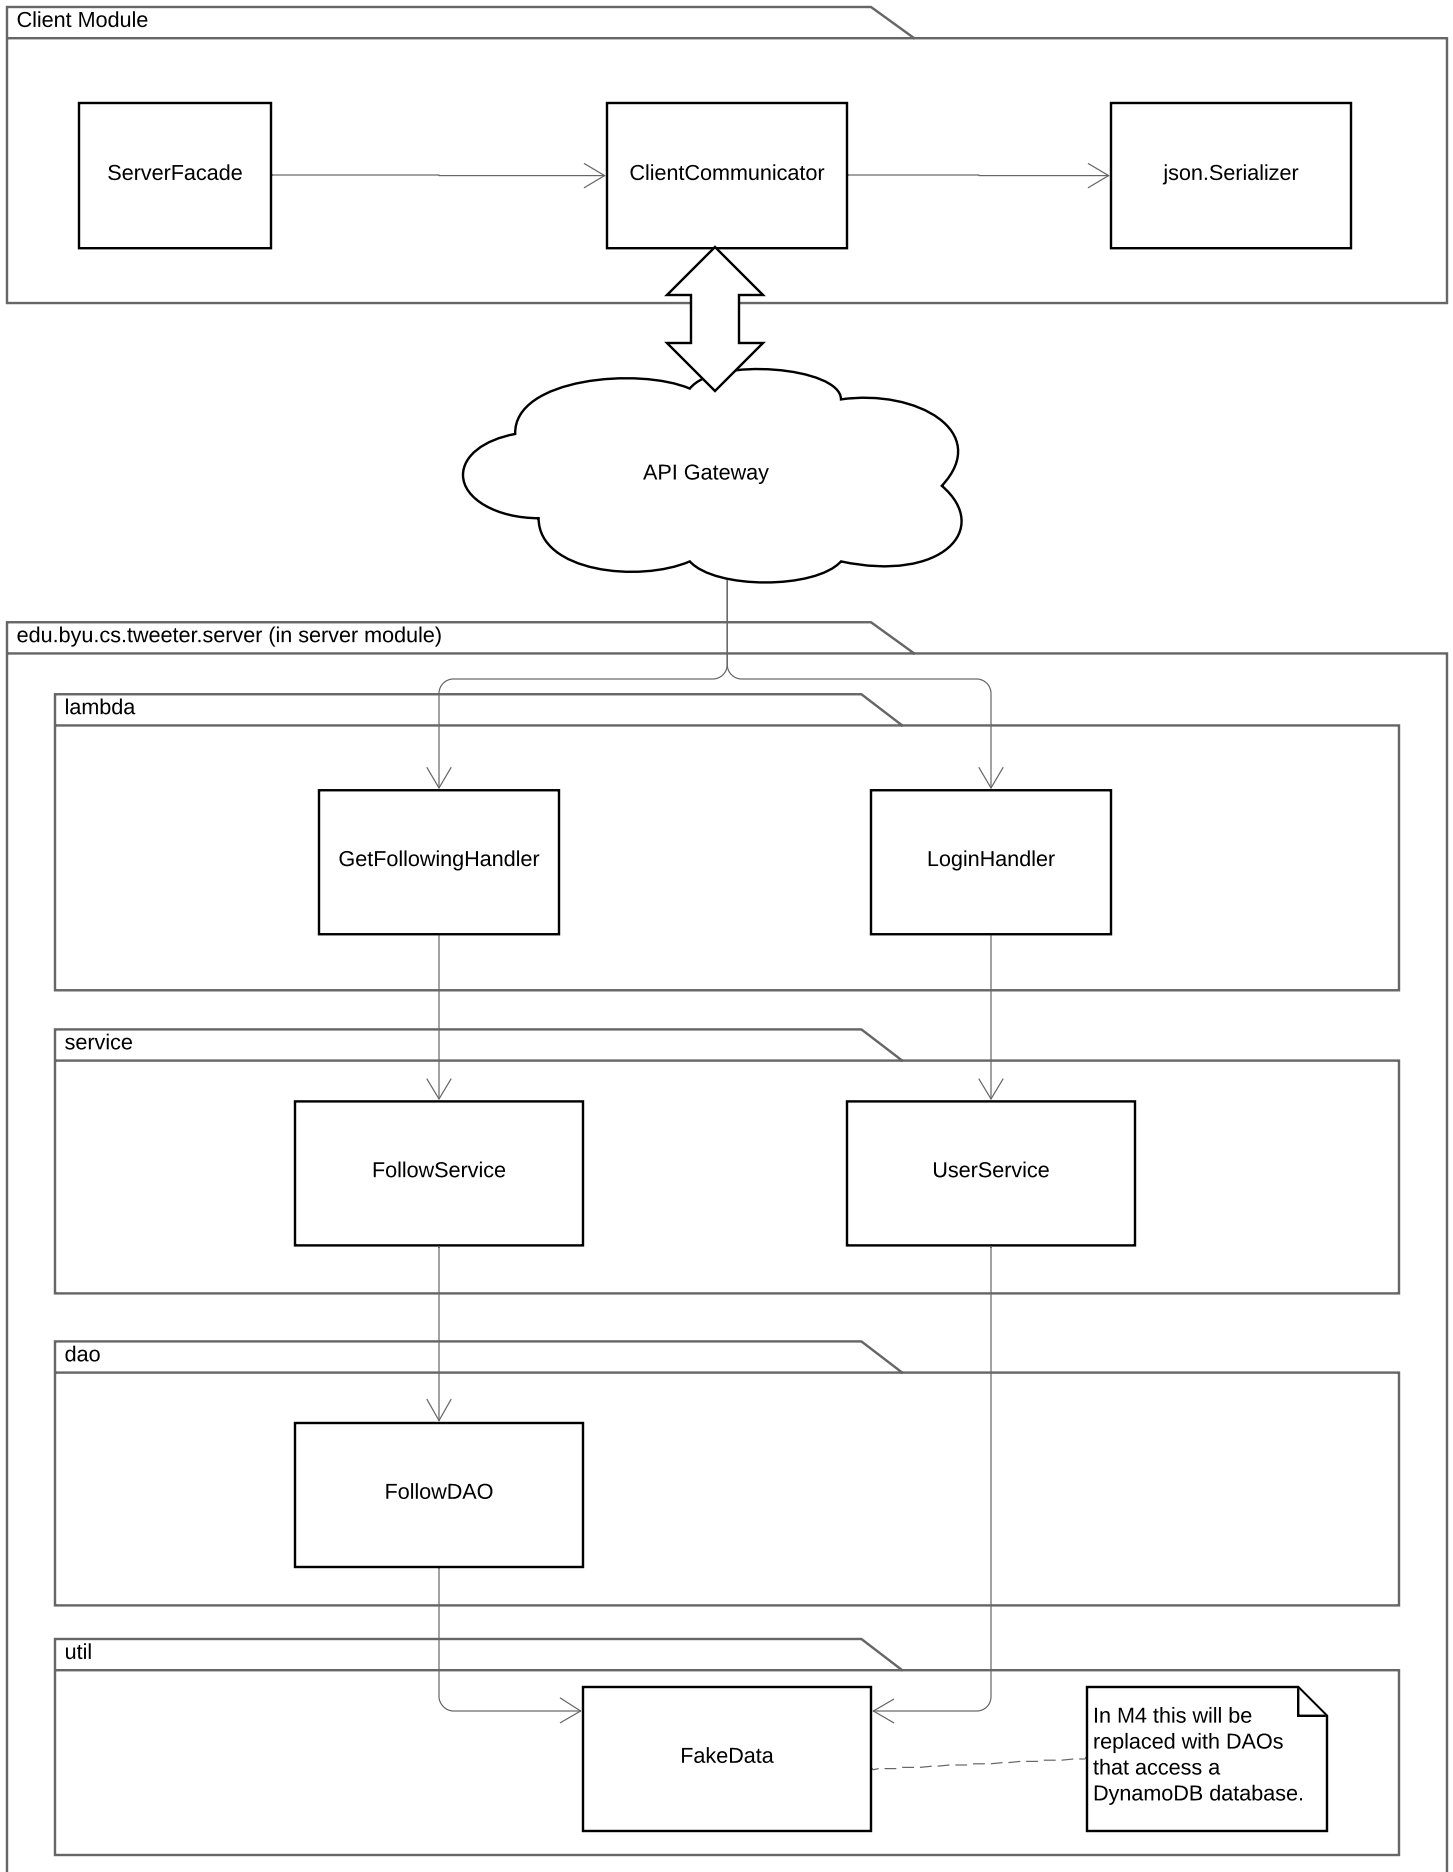 Client Module
ServerFacade
ClientCommunicator
json.Serializer
API Gateway
edu.byu.cs.tweeter.server (in server module)
lambda
GetFollowingHandler
LoginHandler
service
FollowService
UserService
dao
FollowDAO
util
FakeData
In M4 this will be
replaced with DAOs
that access a
DynamoDB database.